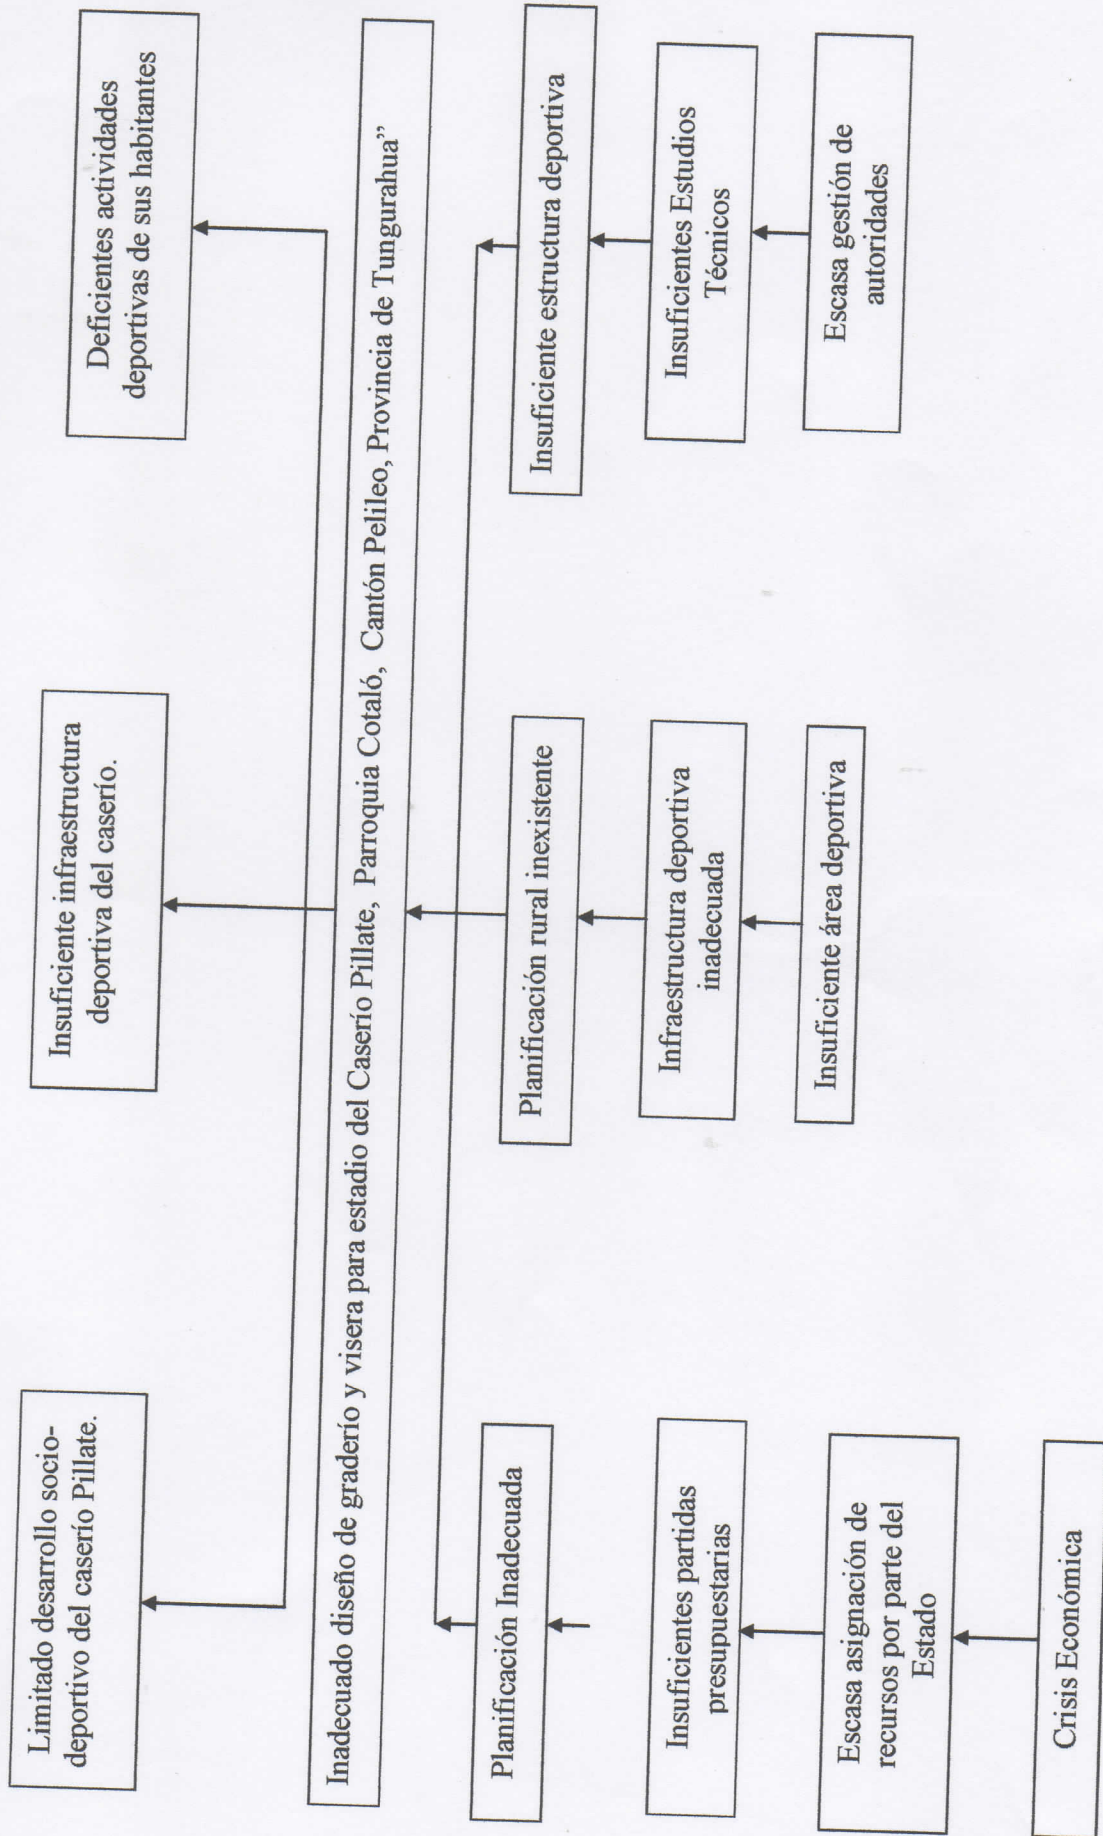 Limitado desarrollo socio-
deportivo del caserío Pillate.
Insuficiente infraestructura
deportiva del caserío.
Deficientes actividades
deportivas de sus habitantes
Inadecuado diseño de graderío y visera para estadio del Caserío Pillate, Parroquia Cotaló, Cantón Pelileo, Provincia de Tungurahua”
Planificación Inadecuada
Planificación rural inexistente
Insuficiente estructura deportiva
Insuficientes partidas
presupuestarias
Infraestructura deportiva
inadecuada
Insuficientes Estudios
Técnicos
Escasa asignación de
recursos por parte del
Estado
Insuficiente área deportiva
Escasa gestión de
autoridades
Crisis Económica